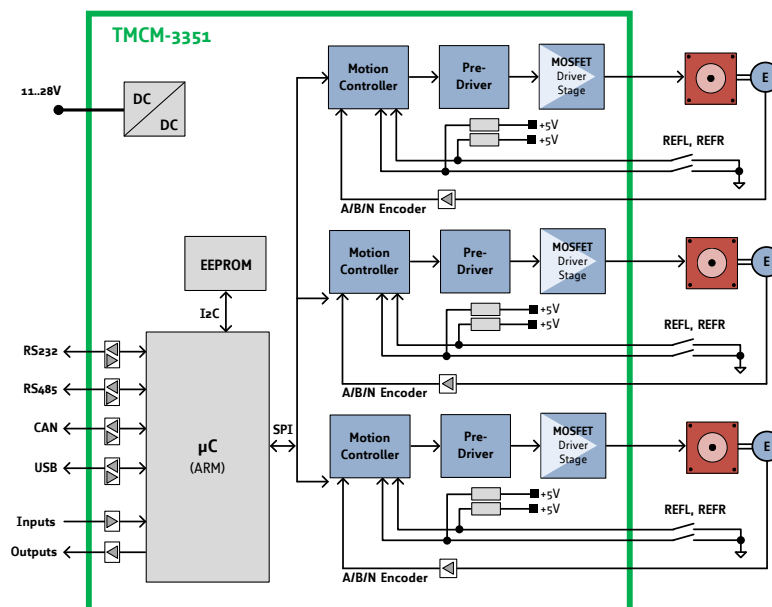 TMCM-3351
11..28V
DC
DC
Motion
Controller
Pre-
Driver
MOSFET
Driver
Stage
E
+5V
+5V
REFL, REFR
A/B/N Encoder
Motion
Controller
Pre-
Driver
MOSFET
Driver
Stage
E
+5V
+5V
REFL, REFR
A/B/N Encoder
EEPROM
I2C
RS232
RS485
CAN
USB
Inputs
Outputs
µC
(ARM)
SPI
Motion
Controller
Pre-
Driver
MOSFET
Driver
Stage
E
+5V
+5V
REFL, REFR
A/B/N Encoder